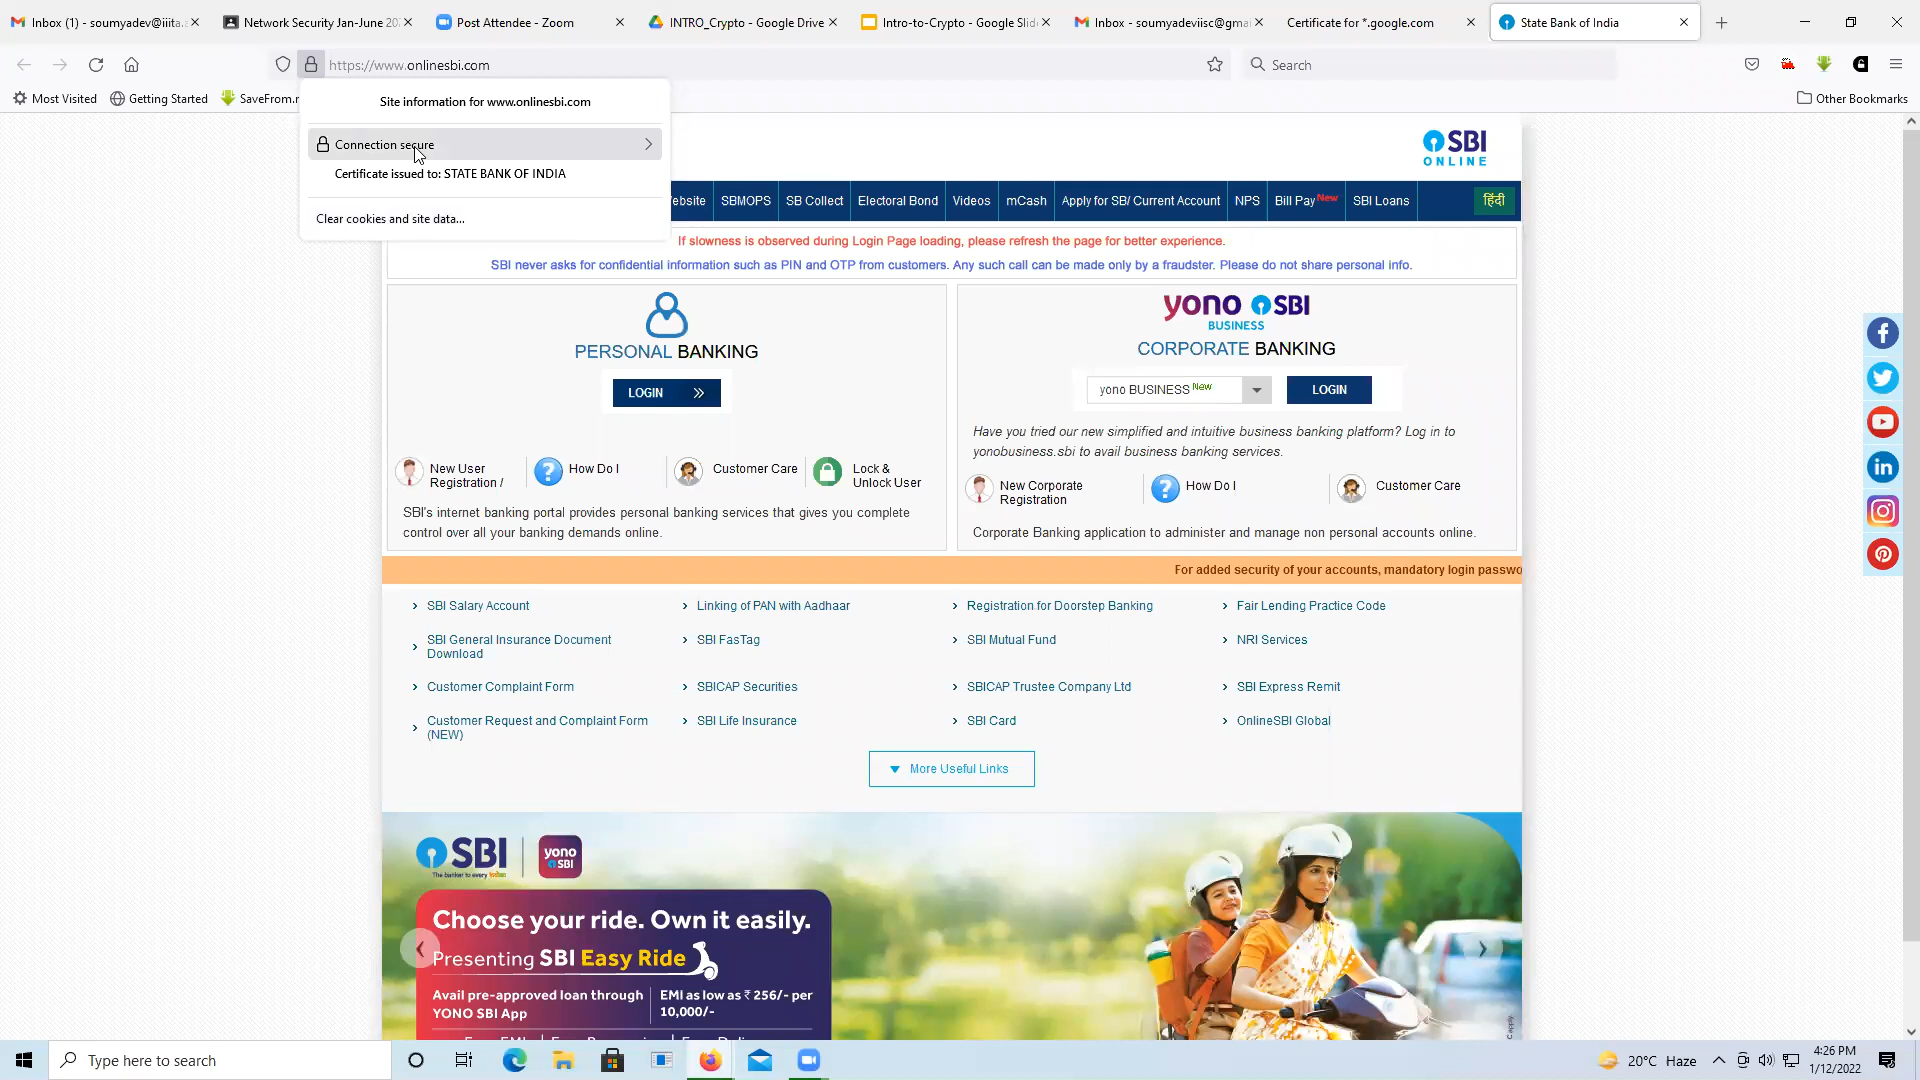 Inbox (1) - soumyadev@iiita.a
Network Security Jan-June 202
Post Attendee - Zoom
INTRO_Crypto - Google Drive
Intro-to-Crypto - Google Slide
Inbox - soumyadeviisc@gma
Certificate for *.google.com
State Bank of India
https://www.onlinesbi.com
Search
Most Visited
Getting Started
SaveFrom.n
Other Bookmarks
Site information for www.onlinesbi.com
Connection secure
Certificate issued to: STATE BANK OF INDIA
Clear cookies and site data...
SBI
ONLINE
ebsite
SBMOPS
SB Collect
Electoral Bond
Videos
mCash
Apply for SB/ Current Account
NPS
Bill Pay New
SBI Loans
हिंदी
If slowness is observed during Login Page loading, please refresh the page for better experience.
SBI never asks for confidential information such as PIN and OTP from customers. Any such call can be made only by a fraudster. Please do not share personal info.
PERSONAL BANKING
LOGIN
New User
Registration /
How Do I
Customer Care
Lock &
Unlock User
SBI's internet banking portal provides personal banking services that gives you complete
control over all your banking demands online.
yono SBI
BUSINESS
CORPORATE BANKING
yono BUSINESS New
LOGIN
Have you tried our new simplified and intuitive business banking platform? Log in to
yonobusiness.sbi to avail business banking services.
New Corporate
Registration
How Do I
Customer Care
Corporate Banking application to administer and manage non personal accounts online.
For added security of your accounts, mandatory login passwo
SBI Salary Account
Linking of PAN with Aadhaar
Registration for Doorstep Banking
Fair Lending Practice Code
SBI General Insurance Document
Download
SBI FasTag
SBI Mutual Fund
NRI Services
Customer Complaint Form
SBICAP Securities
SBICAP Trustee Company Ltd
SBI Express Remit
Customer Request and Complaint Form
(NEW)
SBI Life Insurance
SBI Card
OnlineSBI Global
More Useful Links
SBI
The banker to every Indian
yono
SBI
Choose your ride. Own it easily.
Presenting SBI Easy Ride
Avail pre-approved loan through
YONO SBI App
EMI as low as ₹ 256/- per
10,000/-
Type here to search
20°C Haze
4:26 PM
1/12/2022